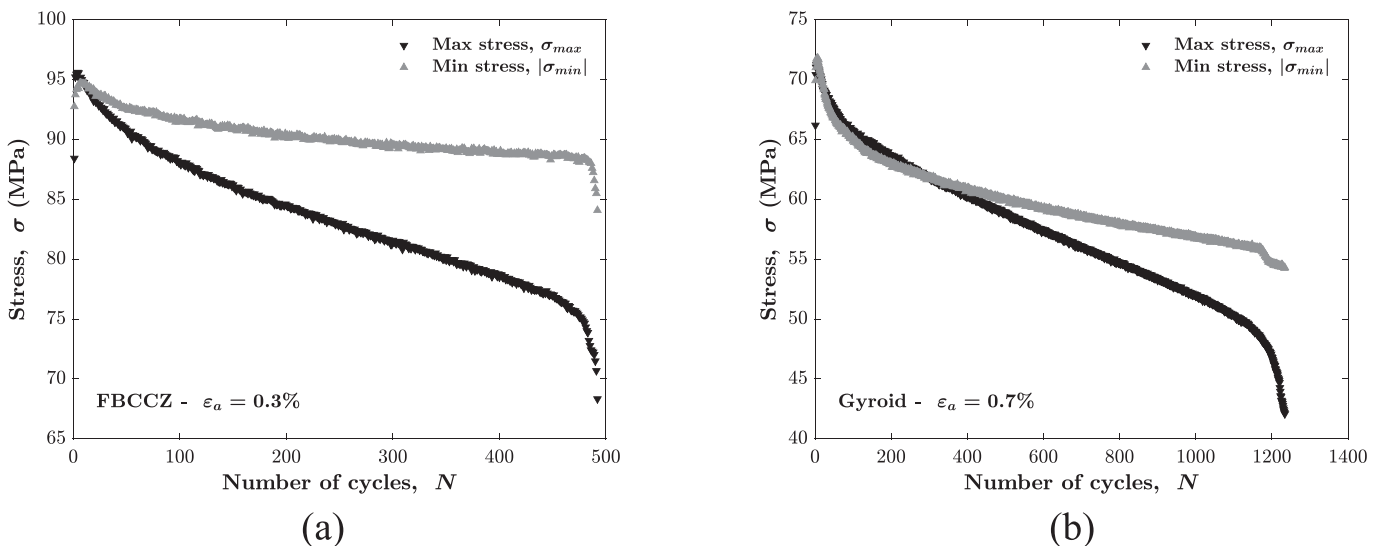 100
95
90
85
80
75
70
65
Stress, σ (MPa)
▼ Max stress, σmax
▲ Min stress, |σmin|
FBCCZ - εa = 0.3%
0 100 200 300 400 500
Number of cycles, N
(a)
75
70
65
60
55
50
45
40
Stress, σ (MPa)
▼ Max stress, σmax
▲ Min stress, |σmin|
Gyroid - εa = 0.7%
0 200 400 600 800 1000 1200 1400
Number of cycles, N
(b)